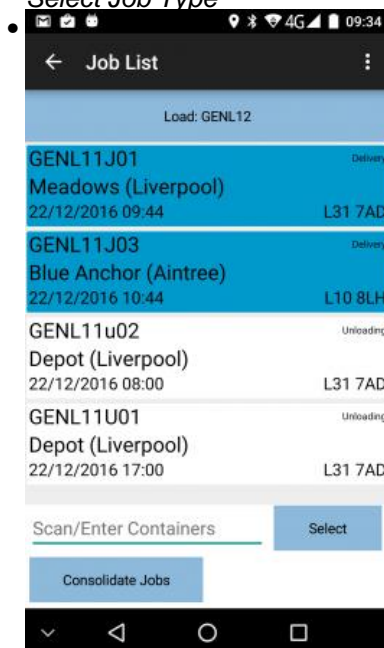 Select Job Type
4G 09:34
Job List
Load: GENL12
GENL11J01 Delivery
Meadows (Liverpool)
22/12/2016 09:44 L31 7AD
GENL11J03 Delivery
Blue Anchor (Aintree)
22/12/2016 10:44 L10 8LH
GENL11u02 Unloading
Depot (Liverpool)
22/12/2016 08:00 L31 7AD
GENL11U01 Unloading
Depot (Liverpool)
22/12/2016 17:00 L31 7AD
Scan/Enter Containers Select
Consolidate Jobs